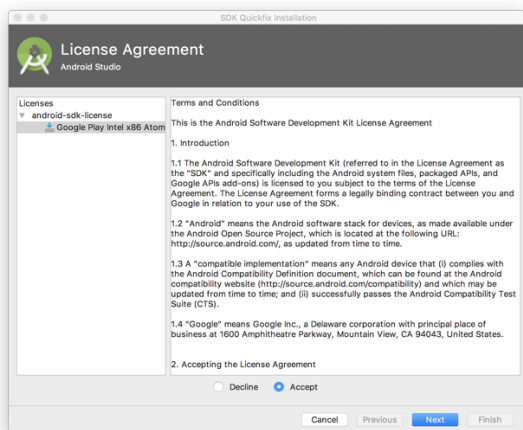 SDK Quickfix Installation
License Agreement
Android Studio
Licenses
android-sdk-license
Google Play Intel x86 Atom
Terms and Conditions
This is the Android Software Development Kit License Agreement
1. Introduction
1.1 The Android Software Development Kit (referred to in the License Agreement as
the "SDK" and specifically including the Android system files, packaged APIs, and
Google APIs add-ons) is licensed to you subject to the terms of the License
Agreement. The License Agreement forms a legally binding contract between you and
Google in relation to your use of the SDK.
1.2 "Android" means the Android software stack for devices, as made available under
the Android Open Source Project, which is located at the following URL:
http://source.android.com/, as updated from time to time.
1.3 A "compatible implementation" means any Android device that (i) complies with
the Android Compatibility Definition document, which can be found at the Android
compatibility website (http://source.android.com/compatibility) and which may be
updated from time to time; and (ii) successfully passes the Android Compatibility Test
Suite (CTS).
1.4 "Google" means Google Inc., a Delaware corporation with principal place of
business at 1600 Amphitheatre Parkway, Mountain View, CA 94043, United States.
2. Accepting the License Agreement
Decline Accept
Cancel Previous Next Finish